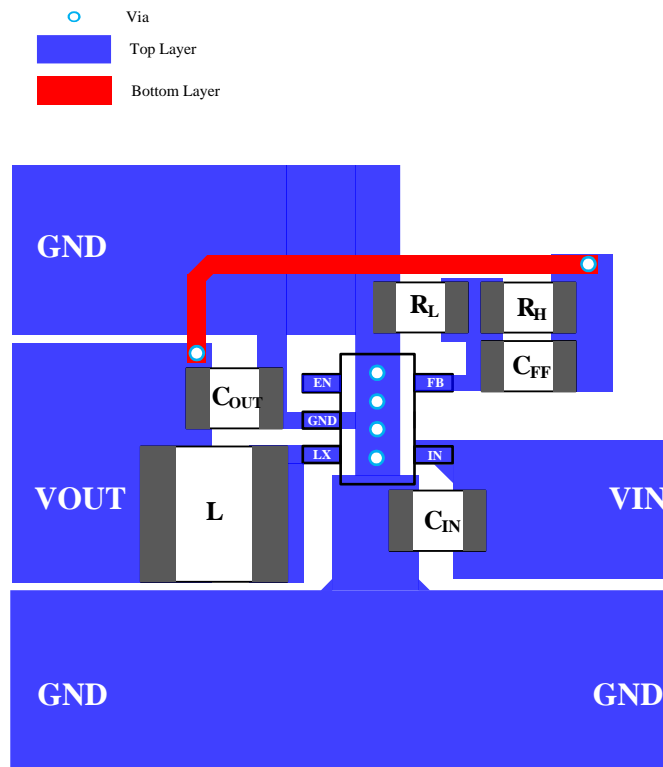 Via
Top Layer
Bottom Layer
GND
RL
RH
CFF
COUT
EN
FB
GND
LX
IN
VOUT
L
CIN
VIN
GND
GND